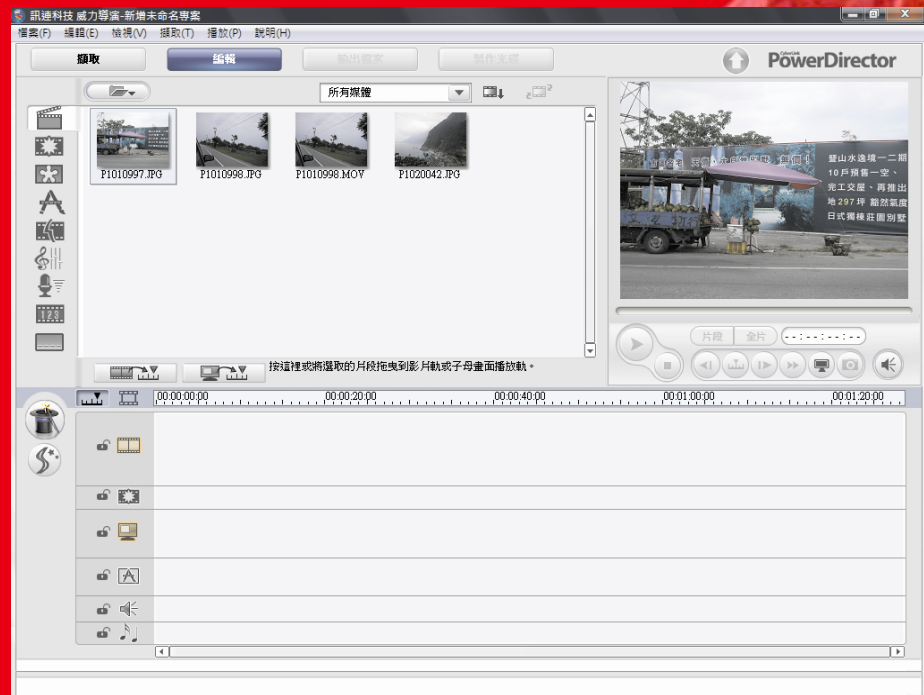 訊連科技 威力導演-新增未命名專案
檔案(F) 編輯(E) 檢視(V) 擷取(T) 播放(P) 說明(H)
擷取 編輯 輸出檔案 製作光碟
CyberLink
PowerDirector
所有媒體
P1010997.JPG P1010998.JPG P1010998.MOV P1020042.JPG
璽山水逸境一二期
10戶預售一空、
完工交屋、再推出
地297坪 豁然氣度
日式獨棟莊園別墅
無價!
片段 全片 --:--:--:--
123
按這裡或將選取的片段拖曳到影片軌或子母畫面播放軌。
00:00:00:00 00:00:20:00 00:00:40:00 00:01:00:00 00:01:20:00